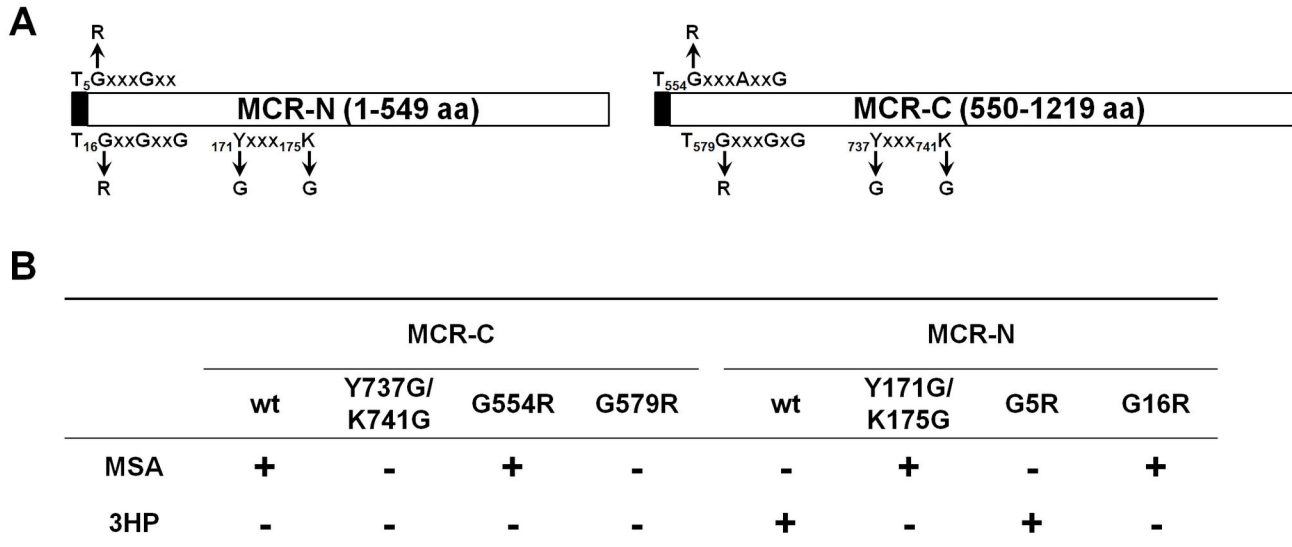 A
R R
T5GxxxGxx T554GxxxAxxG
MCR-N (1-549 aa) MCR-C (550-1219 aa)
T16GxxGxxG 171Yxxx175K T579GxxxGxG 737Yxxx741K
R G G R G G
B
MCR-C MCR-N
wt Y737G/ K741G G554R G579R wt Y171G/ K175G G5R G16R
MSA + - + - - + - +
3HP - - - - + - + -